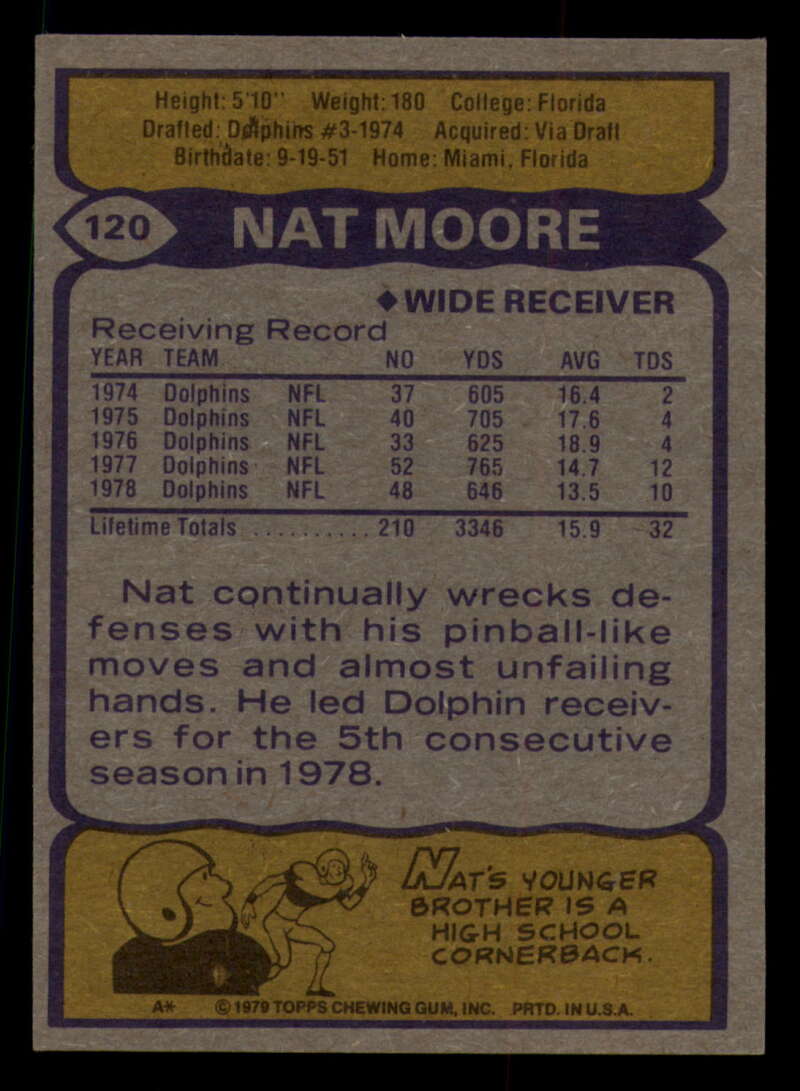 Height: 5'10" Weight: 180 College: Florida
Drafted: Dolphins #3-1974 Acquired: Via Draft
Birthdate: 9-19-51 Home: Miami, Florida
120 NAT MOORE
◆WIDE RECEIVER
Receiving Record
YEAR TEAM NO YDS AVG TDS
1974 Dolphins NFL 37 605 16.4 2
1975 Dolphins NFL 40 705 17.6 4
1976 Dolphins NFL 33 625 18.9 4
1977 Dolphins NFL 52 765 14.7 12
1978 Dolphins NFL 48 646 13.5 10
Lifetime Totals .......... 210 3346 15.9 32
Nat continually wrecks de-
fenses with his pinball-like
moves and almost unfailing
hands. He led Dolphin receiv-
ers for the 5th consecutive
season in 1978.
NAT'S YOUNGER
BROTHER IS A
HIGH SCHOOL
CORNERBACK.
A* © 1979 TOPPS CHEWING GUM, INC. PRTD. IN U.S.A.